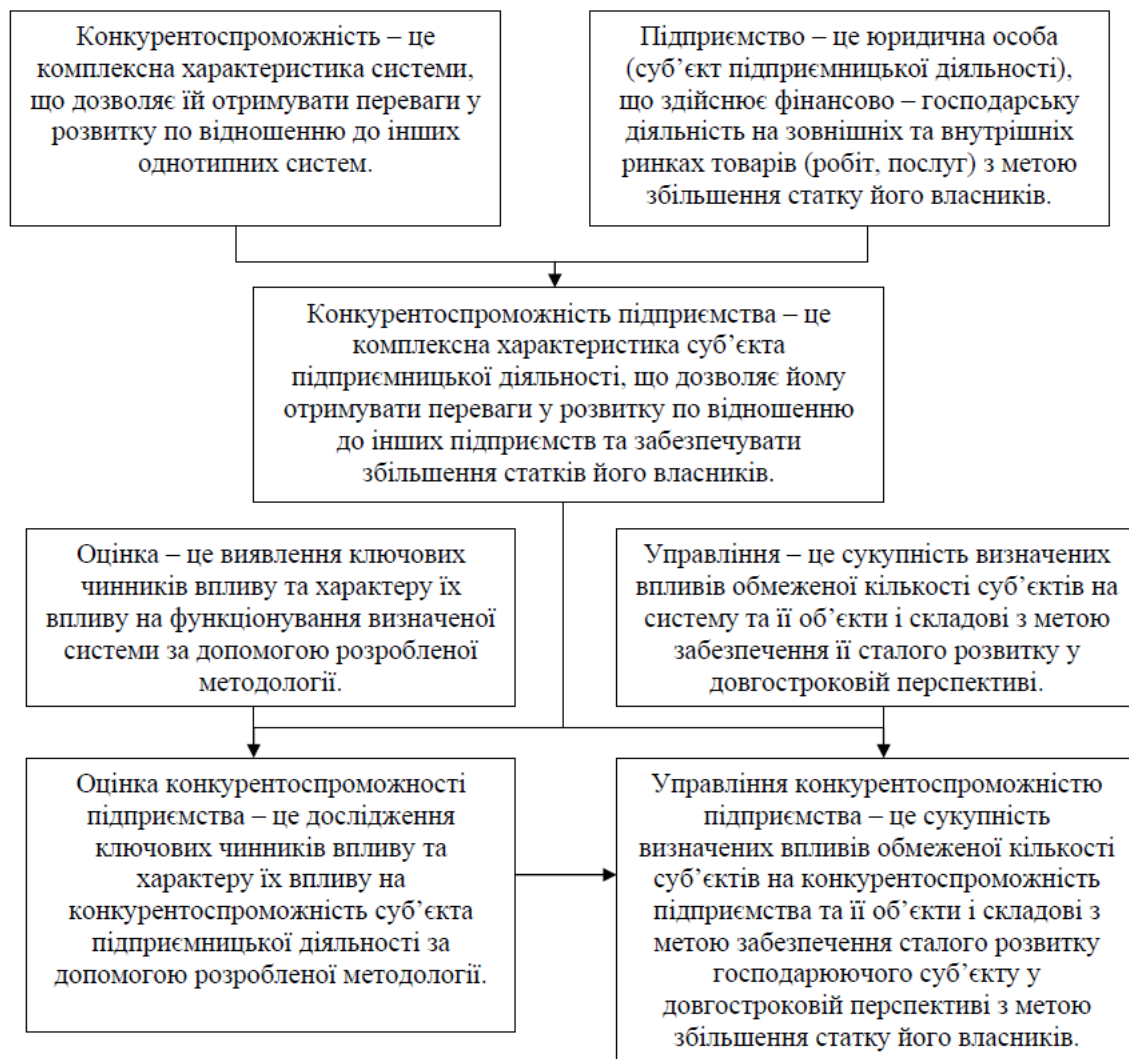 Конкурентоспроможність – це
комплексна характеристика системи,
що дозволяє їй отримувати переваги у
розвитку по відношенню до інших
однотипних систем.
Підприємство – це юридична особа
(суб’єкт підприємницької діяльності),
що здійснює фінансово – господарську
діяльність на зовнішніх та внутрішніх
ринках товарів (робіт, послуг) з метою
збільшення статку його власників.
Конкурентоспроможність підприємства – це
комплексна характеристика суб’єкта
підприємницької діяльності, що дозволяє йому
отримувати переваги у розвитку по відношенню
до інших підприємств та забезпечувати
збільшення статків його власників.
Оцінка – це виявлення ключових
чинників впливу та характеру їх
впливу на функціонування визначеної
системи за допомогою розробленої
методології.
Управління – це сукупність визначених
впливів обмеженої кількості суб’єктів на
систему та її об’єкти і складові з метою
забезпечення її сталого розвитку у
довгостроковій перспективі.
Оцінка конкурентоспроможності
підприємства – це дослідження
ключових чинників впливу та
характеру їх впливу на
конкурентоспроможність суб’єкта
підприємницької діяльності за
допомогою розробленої методології.
Управління конкурентоспроможністю
підприємства – це сукупність
визначених впливів обмеженої кількості
суб’єктів на конкурентоспроможність
підприємства та її об’єкти і складові з
метою забезпечення сталого розвитку
господарюючого суб’єкту у
довгостроковій перспективі з метою
збільшення статку його власників.